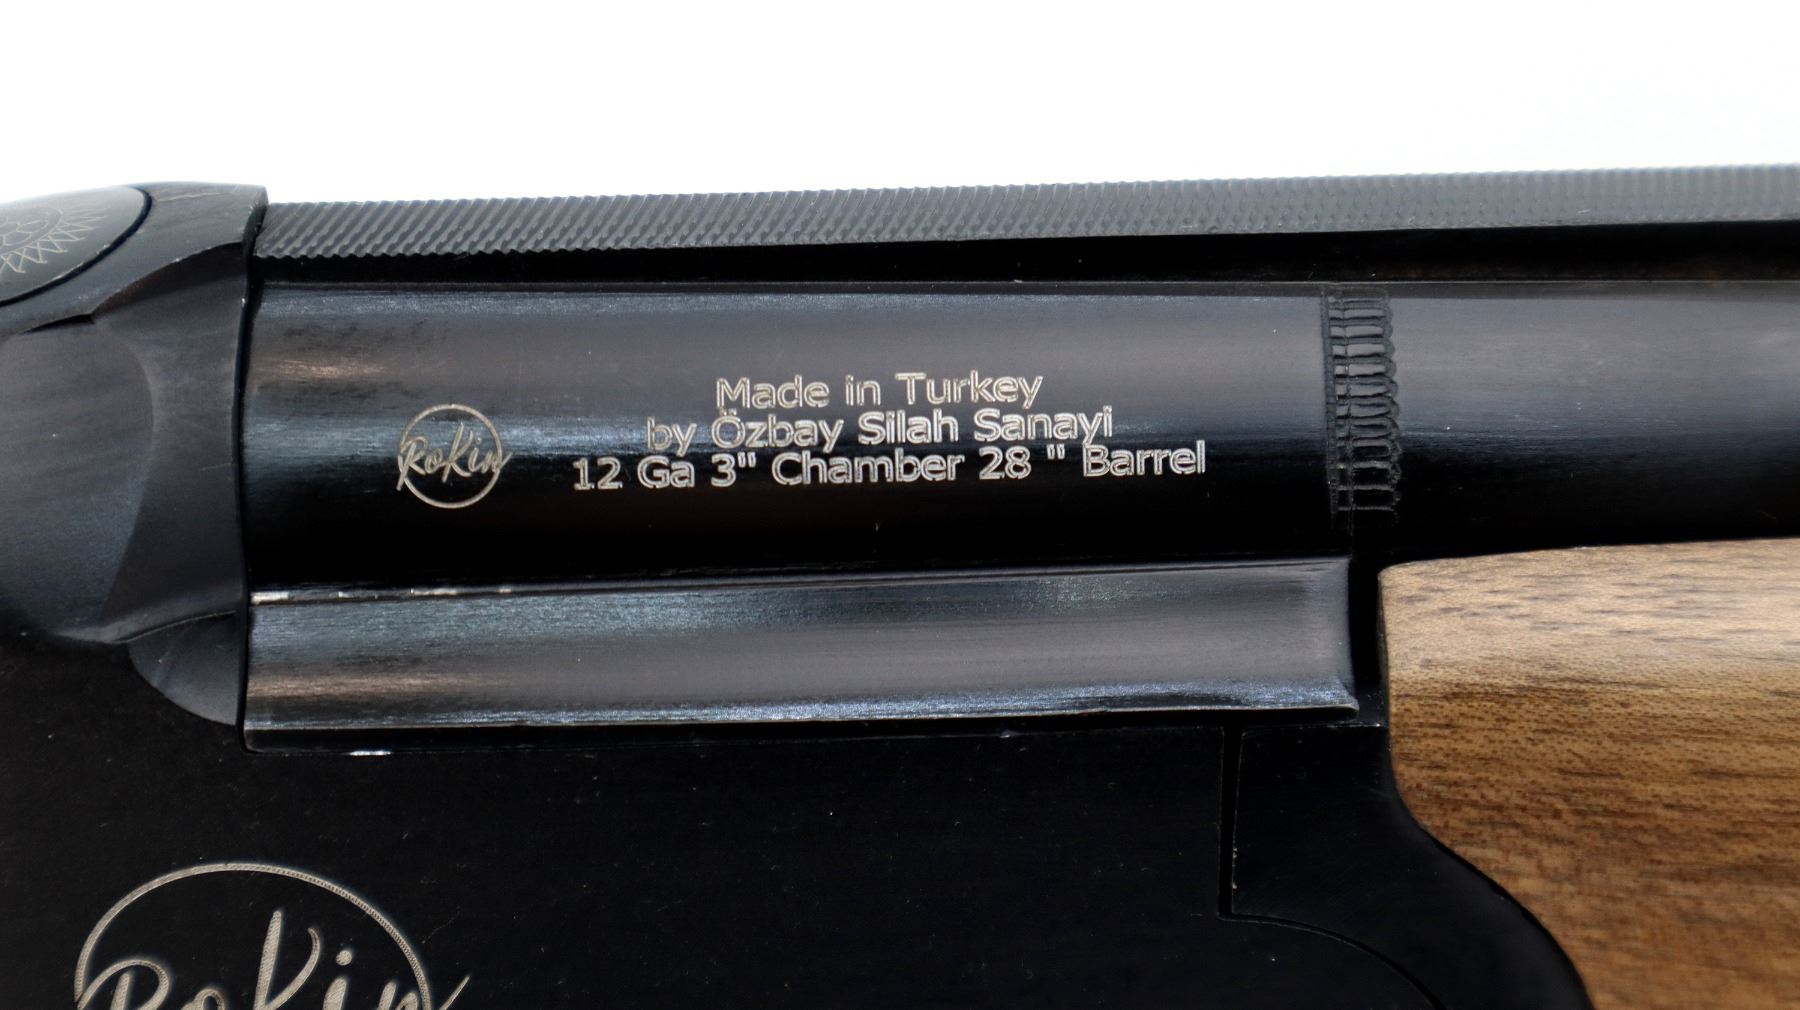 Made in Turkey
by Özbay Silah Sanayi
RoKin
12 Ga 3" Chamber 28 " Barrel
RoKin